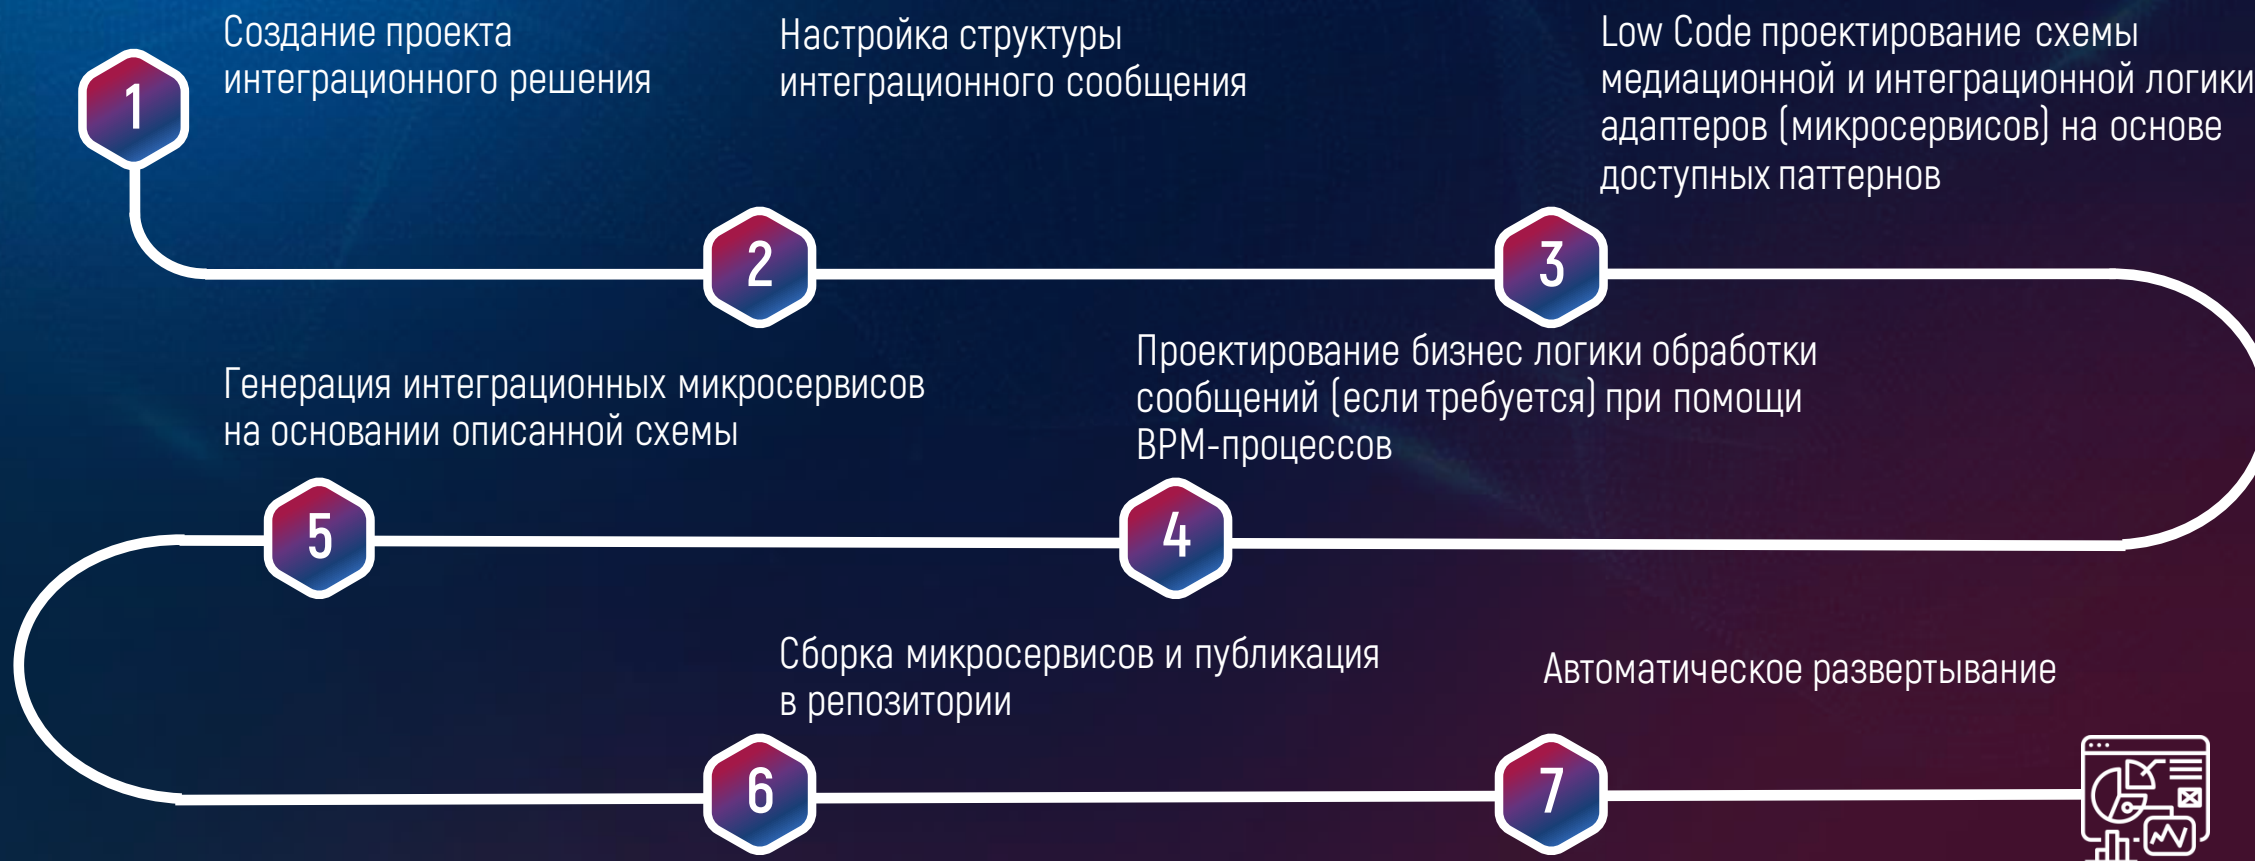 1
Создание проекта
интеграционного решения
2
Настройка структуры
интеграционного сообщения
3
Low Code проектирование схемы
медиационной и интеграционной логики
адаптеров (микросервисов) на основе
доступных паттернов
4
Проектирование бизнес логики обработки
сообщений (если требуется) при помощи
BPM-процессов
5
Генерация интеграционных микросервисов
на основании описанной схемы
6
Сборка микросервисов и публикация
в репозитории
7
Автоматическое развертывание